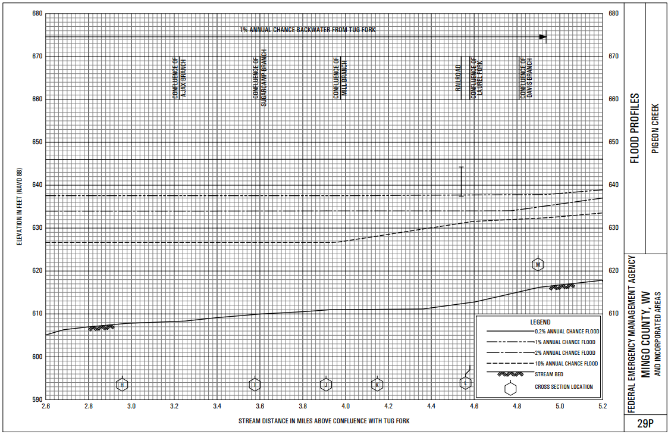 1% ANNUAL CHANCE BACKWATER FROM TUG FORK
CONFLUENCE OF
AJAX BRANCH
CONFLUENCE OF
SUGARCAMP BRANCH
CONFLUENCE OF
MILL BRANCH
RAILROAD
CONFLUENCE OF
LAUREL FORK
CONFLUENCE OF
DAVIS BRANCH
ELEVATION IN FEET (NAVD 88)
680
670
660
650
640
630
620
610
600
590
680
670
660
650
640
630
620
610
M
H
I
J
K
L
LEGEND
0.2% ANNUAL CHANCE FLOOD
1% ANNUAL CHANCE FLOOD
2% ANNUAL CHANCE FLOOD
10% ANNUAL CHANCE FLOOD
STREAM BED
CROSS SECTION LOCATION
2.6 2.8 3.0 3.2 3.4 3.6 3.8 4.0 4.2 4.4 4.6 4.8 5.0 5.2
STREAM DISTANCE IN MILES ABOVE CONFLUENCE WITH TUG FORK
FLOOD PROFILES
PIGEON CREEK
FEDERAL EMERGENCY MANAGEMENT AGENCY
MINGO COUNTY, WV
AND INCORPORATED AREAS
29P